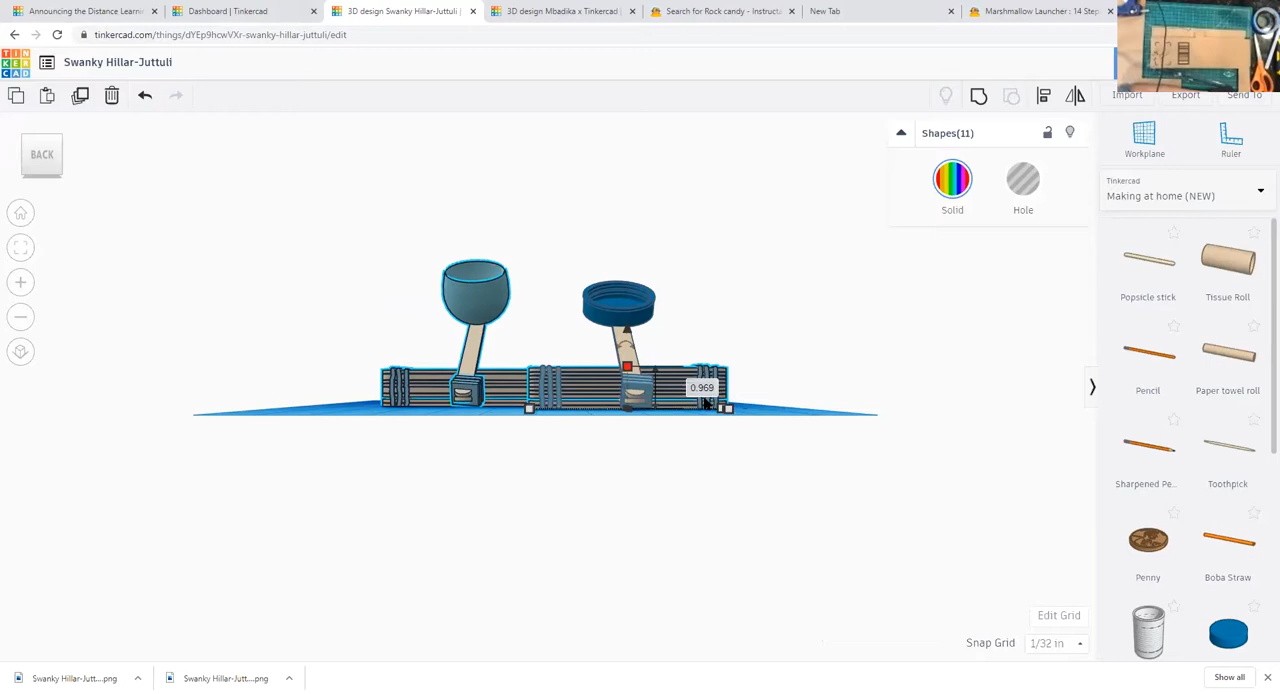 Announcing the Distance Learni
Dashboard | Tinkercad
3D design Swanky Hillar-Juttuli |
3D design Mbadika x Tinkercad |
Search for Rock candy - Instructa
New Tab
Marshmallow Launcher : 14 Step
tinkercad.com/things/dYEp9hcwVXr-swanky-hillar-juttuli/edit
TIN
KER
CAD
Swanky Hillar-Juttuli
Import
Export
Send To
BACK
Shapes(11)
Solid
Hole
Workplane
Ruler
Tinkercad
Making at home (NEW)
Popsicle stick
Tissue Roll
Pencil
Paper towel roll
Sharpened Pe...
Toothpick
Penny
Boba Straw
0.969
Edit Grid
Snap Grid
1/32 in
Swanky Hillar-Jutt....png
Swanky Hillar-Jutt....png
Show all